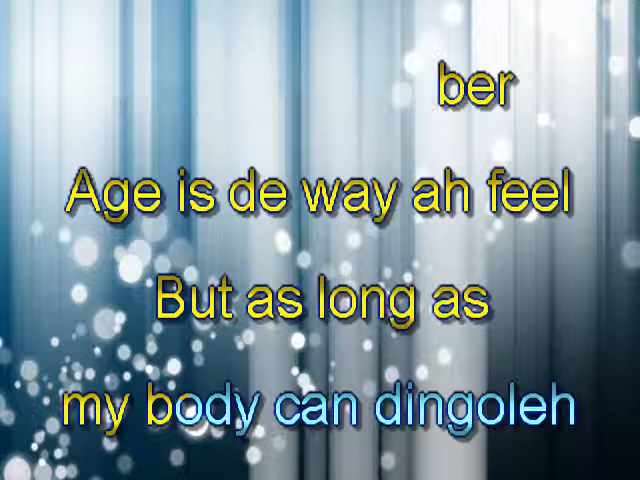 ber
Age is de way ah feel
But as long as
my body can dingoleh